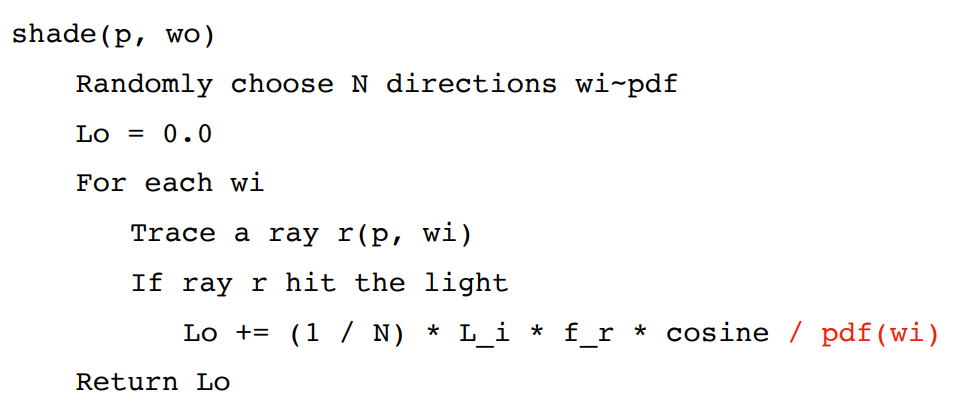 shade(p, wo)
Randomly choose N directions wi~pdf
Lo = 0.0
For each wi
Trace a ray r(p, wi)
If ray r hit the light
Lo += (1 / N) * L_i * f_r * cosine / pdf(wi)
Return Lo